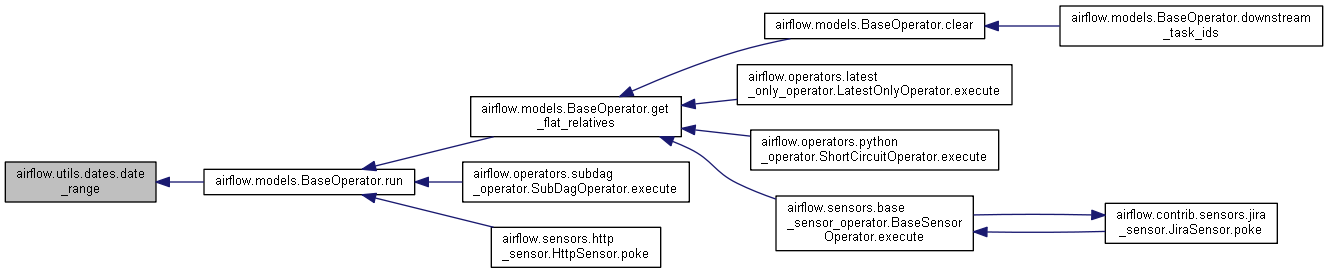 airflow.utils.dates.date
_range
airflow.models.BaseOperator.run
airflow.models.BaseOperator.get
_flat_relatives
airflow.operators.subdag
_operator.SubDagOperator.execute
airflow.sensors.http
_sensor.HttpSensor.poke
airflow.models.BaseOperator.clear
airflow.operators.latest
_only_operator.LatestOnlyOperator.execute
airflow.operators.python
_operator.ShortCircuitOperator.execute
airflow.sensors.base
_sensor_operator.BaseSensor
Operator.execute
airflow.models.BaseOperator.downstream
_task_ids
airflow.contrib.sensors.jira
_sensor.JiraSensor.poke